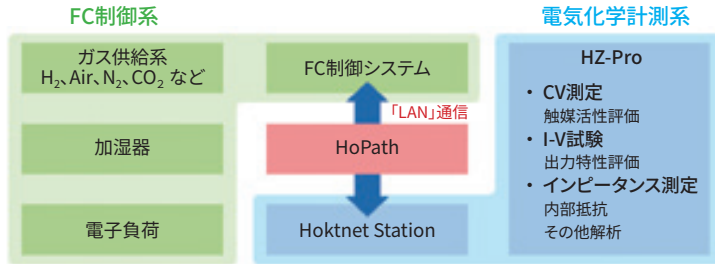 FC制御系
ガス供給系
H₂、Air、N₂、CO₂ など
加湿器
電子負荷
FC制御システム
「LAN」通信
HoPath
Hoktnet Station
電気化学計測系
HZ-Pro
・ CV測定
触媒活性評価
・ I-V試験
出力特性評価
・ インピータンス測定
内部抵抗
その他解析